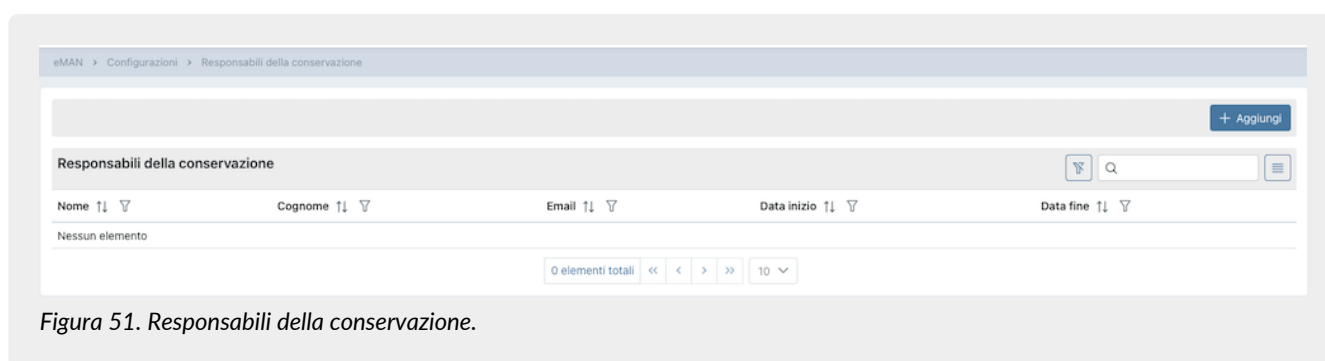 eMAN > Configurazioni > Responsabili della conservazione
+ Aggiungi
Responsabili della conservazione
Nome Cognome Email Data inizio Data fine
Nessun elemento
0 elementi totali « < > » 10
Figura 51. Responsabili della conservazione.